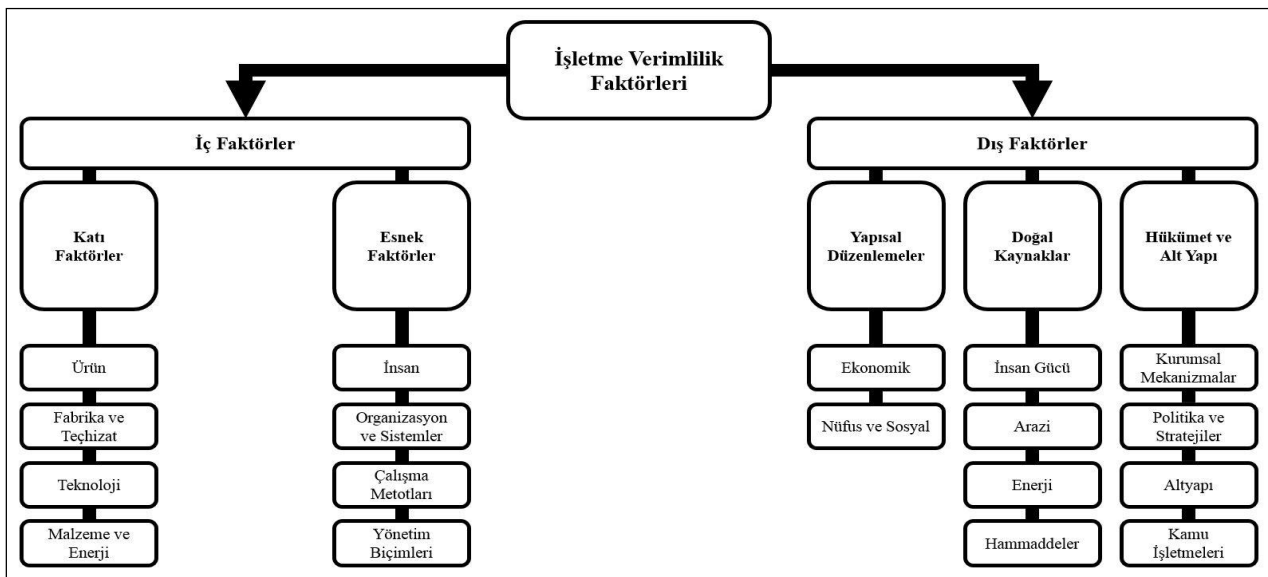 İşletme Verimlilik
Faktörleri
İç Faktörler
Dış Faktörler
Katı
Faktörler
Esnek
Faktörler
Yapısal
Düzenlemeler
Doğal
Kaynaklar
Hükümet ve
Alt Yapı
Ürün
Fabrika ve
Teçhizat
Teknoloji
Malzeme ve
Enerji
İnsan
Organizasyon
ve Sistemler
Çalışma
Metotları
Yönetim
Biçimleri
Ekonomik
Nüfus ve Sosyal
İnsan Gücü
Arazi
Enerji
Hammaddeler
Kurumsal
Mekanizmalar
Politika ve
Stratejiler
Altyapı
Kamu
İşletmeleri